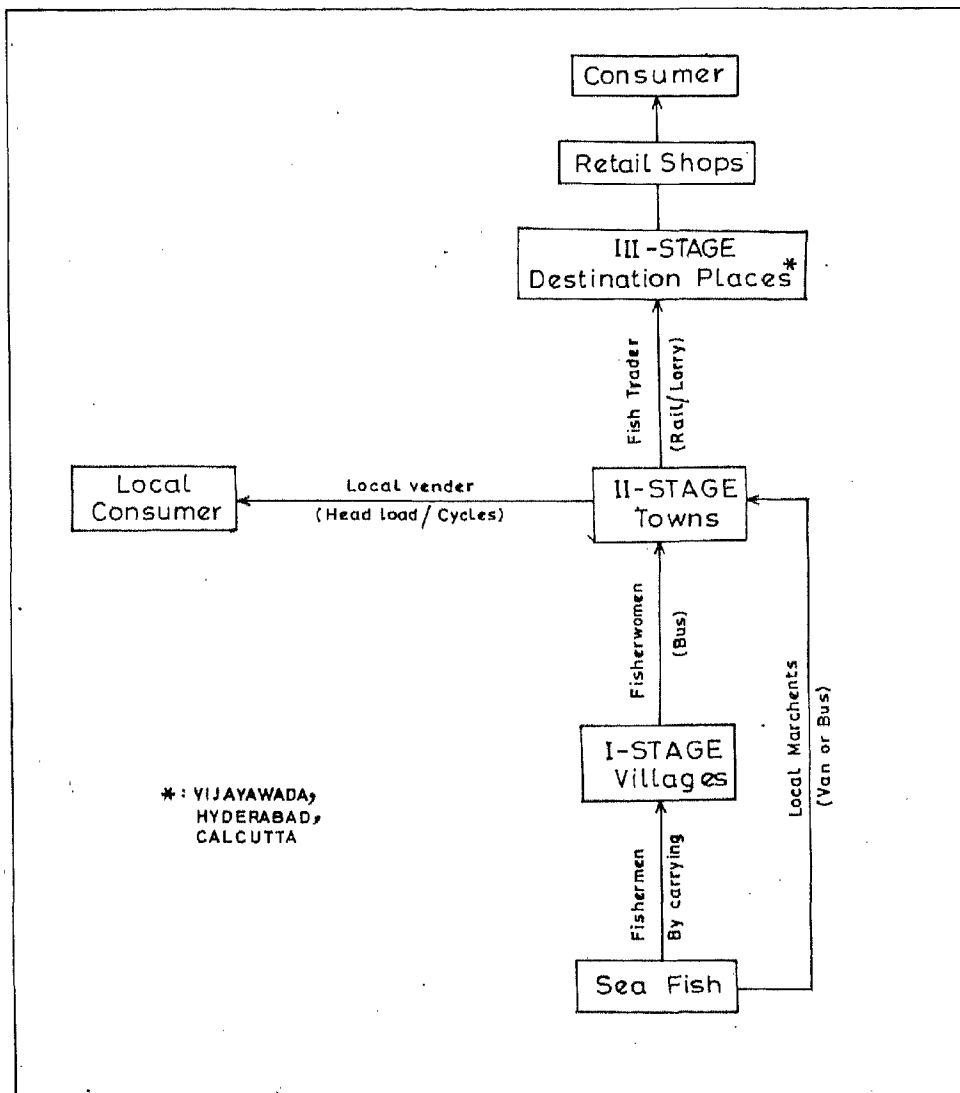 Consumer
Retail Shops
III-STAGE
Destination Places*
Fish Trader
(Rail/Lorry)
Local
Consumer
Local vender
(Head load/Cycles)
II-STAGE
Towns
Fisherwomen
(Bus)
Local Marchents
(Van or Bus)
I-STAGE
Villages
*: VIJAYAWADA,
HYDERABAD,
CALCUTTA
Fishermen
By carrying
Sea Fish